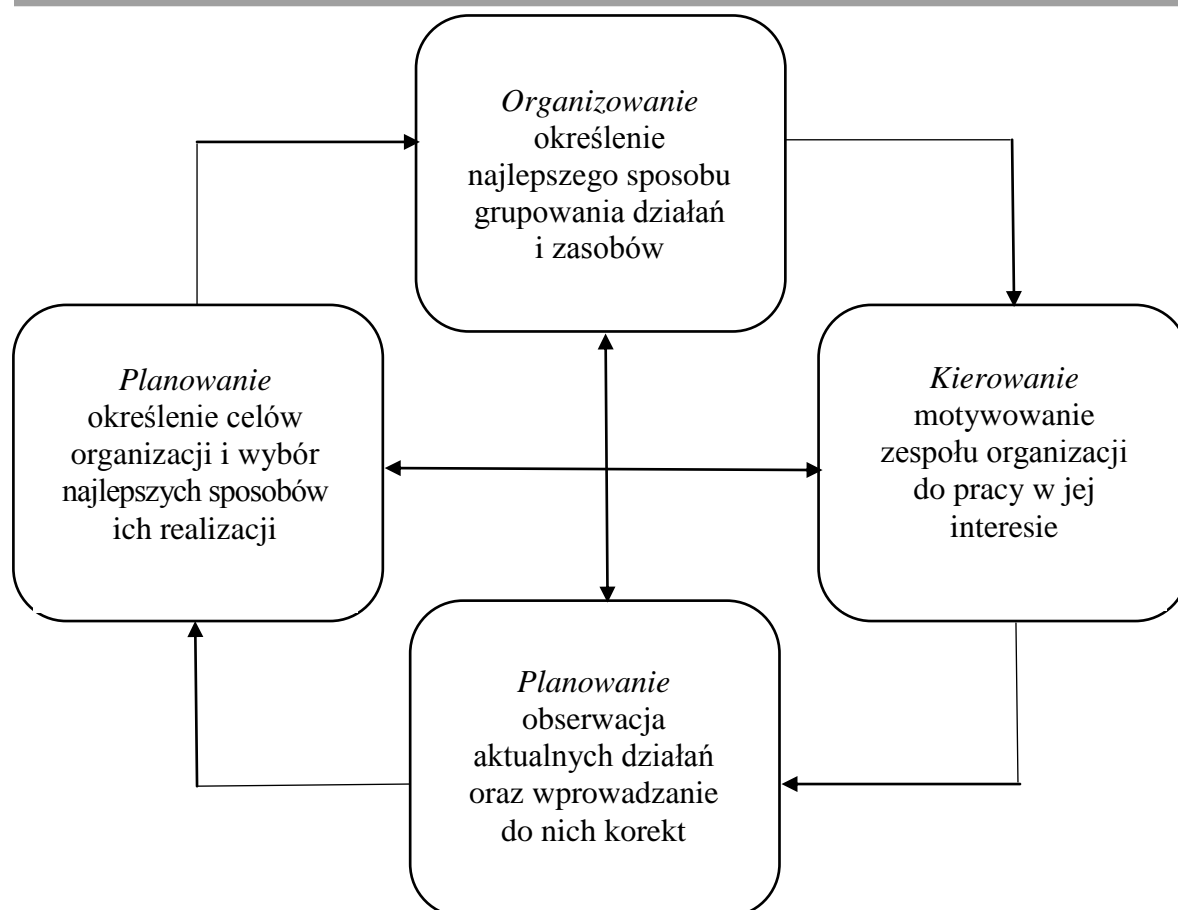 Organizowanie
określenie
najlepszego sposobu
grupowania działań
i zasobów
Planowanie
określenie celów
organizacji i wybór
najlepszych sposobów
ich realizacji
Kierowanie
motywowanie
zespołu organizacji
do pracy w jej
interesie
Planowanie
obserwacja
aktualnych działań
oraz wprowadzanie
do nich korekt